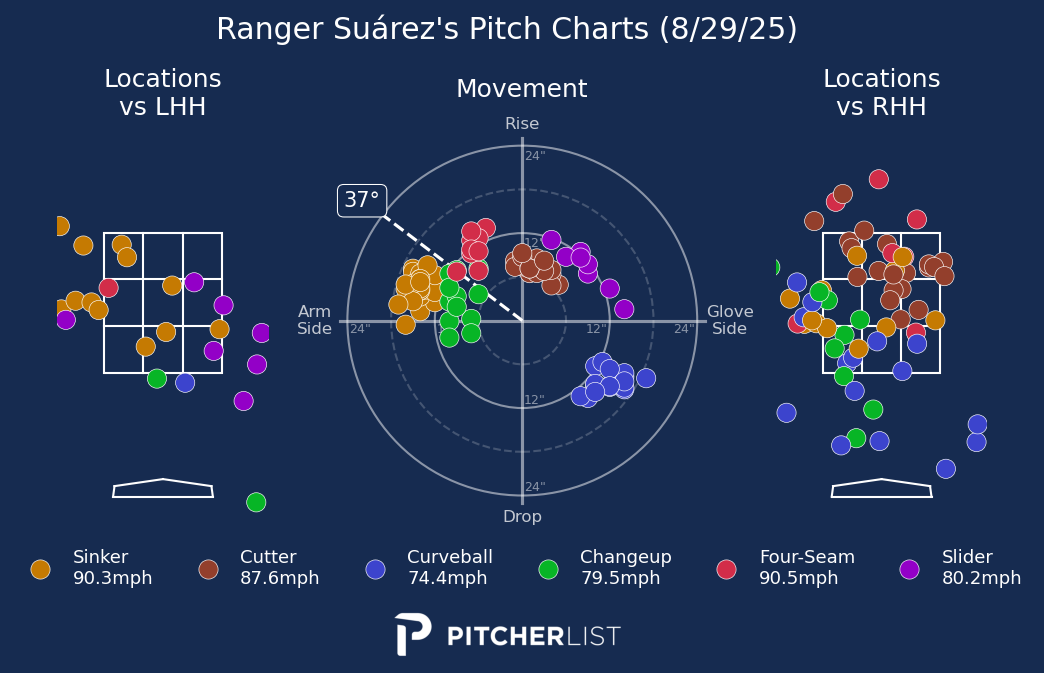 Ranger Suárez's Pitch Charts (8/29/25)
Locations
vs LHH
Movement
Locations
vs RHH
Rise
24"
37°
12"
Arm
Side
24"
12"
24"
Glove
Side
12"
24"
Drop
Sinker
90.3mph
Cutter
87.6mph
Curveball
74.4mph
Changeup
79.5mph
Four-Seam
90.5mph
Slider
80.2mph
PITCHERLIST